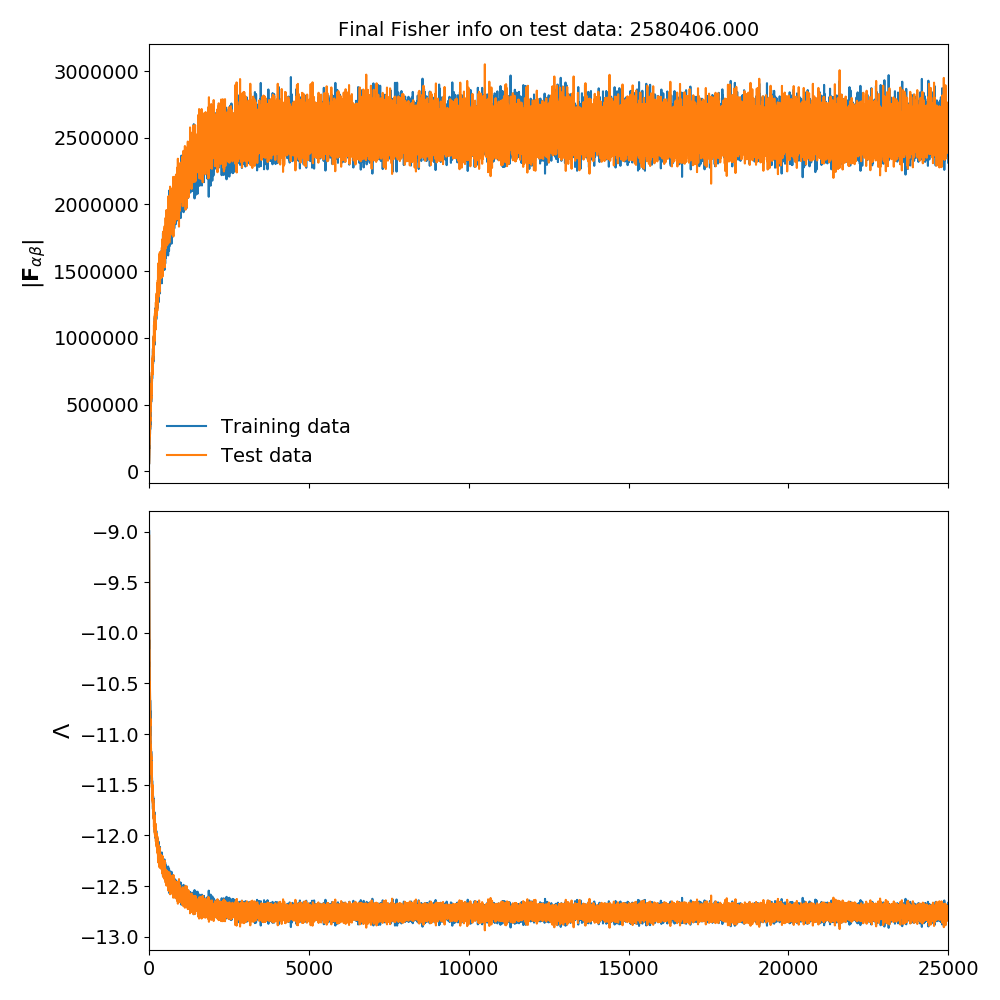 Final Fisher info on test data: 2580406.000
3000000
2500000
2000000
1500000
1000000
500000
0
|F_{αβ}|
Training data
Test data
−9.0
−9.5
−10.0
−10.5
−11.0
−11.5
−12.0
−12.5
−13.0
Λ
0 5000 10000 15000 20000 25000